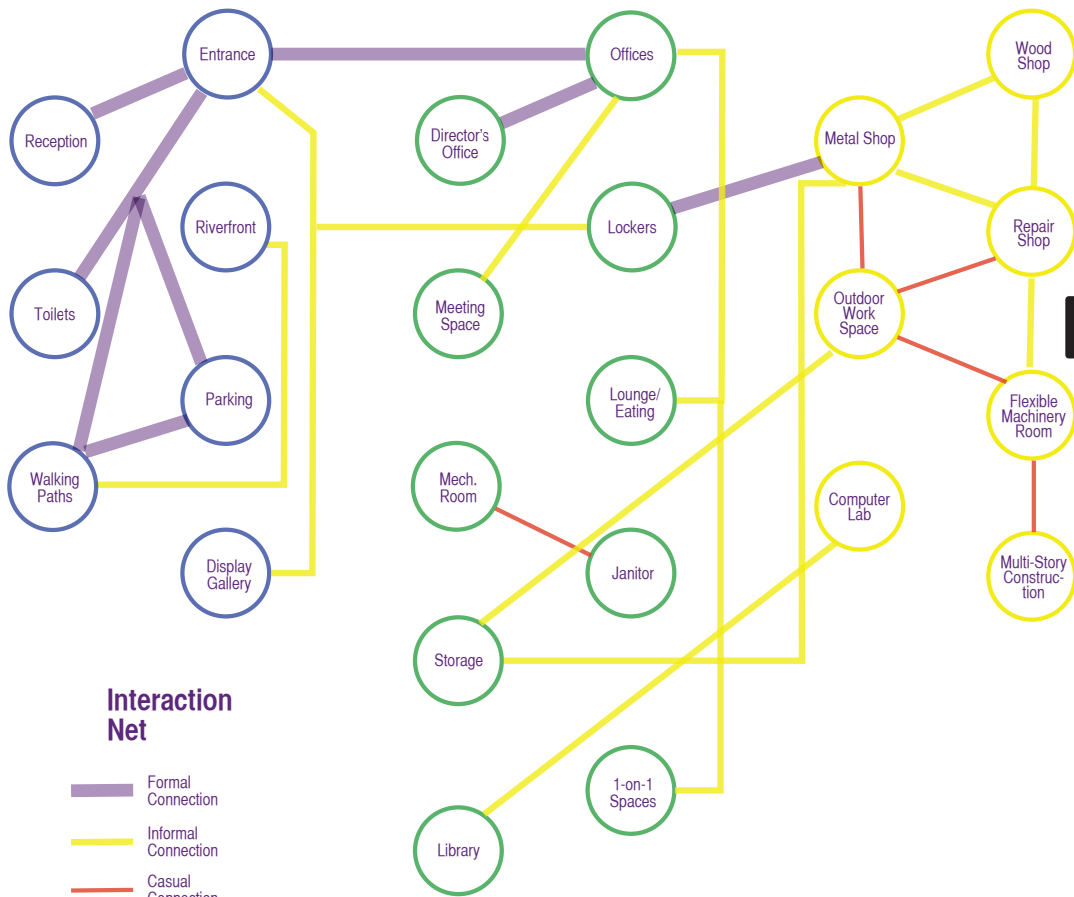 Entrance
Offices
Wood
Shop
Reception
Director's
Office
Metal Shop
Riverfront
Lockers
Repair
Shop
Toilets
Meeting
Space
Outdoor
Work
Space
Parking
Lounge/
Eating
Flexible
Machinery
Room
Walking
Paths
Mech.
Room
Computer
Lab
Display
Gallery
Janitor
Multi-Story
Construc-
tion
Storage
Interaction
Net
Formal
Connection
1-on-1
Spaces
Informal
Connection
Library
Casual
Connection